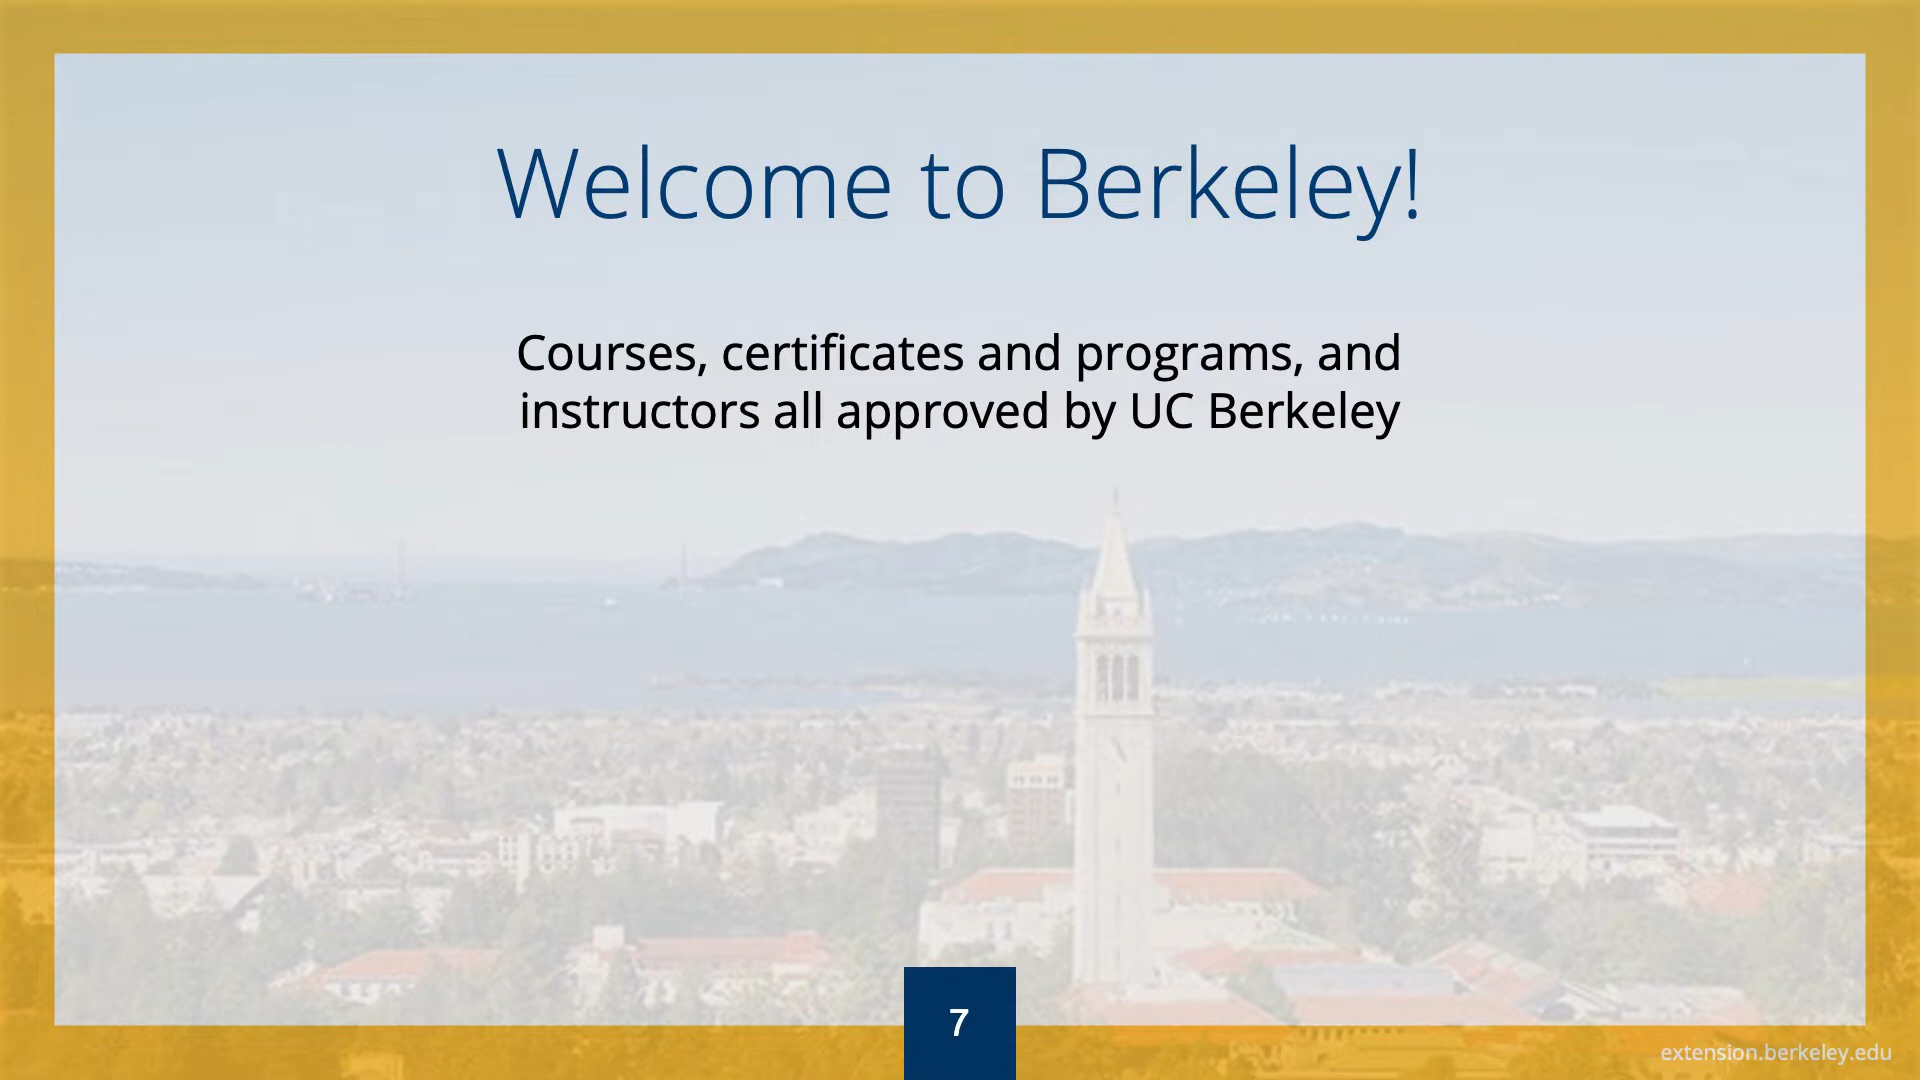 Welcome to Berkeley!
Courses, certificates and programs, and
instructors all approved by UC Berkeley
7
extension.berkeley.edu